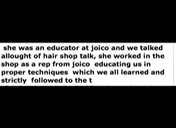 she was an educator at joico and we talked
allought of hair shop talk, she worked in the
shop as a rep from joico educating us in
proper techniques which we all learned and
strictly followed to the t